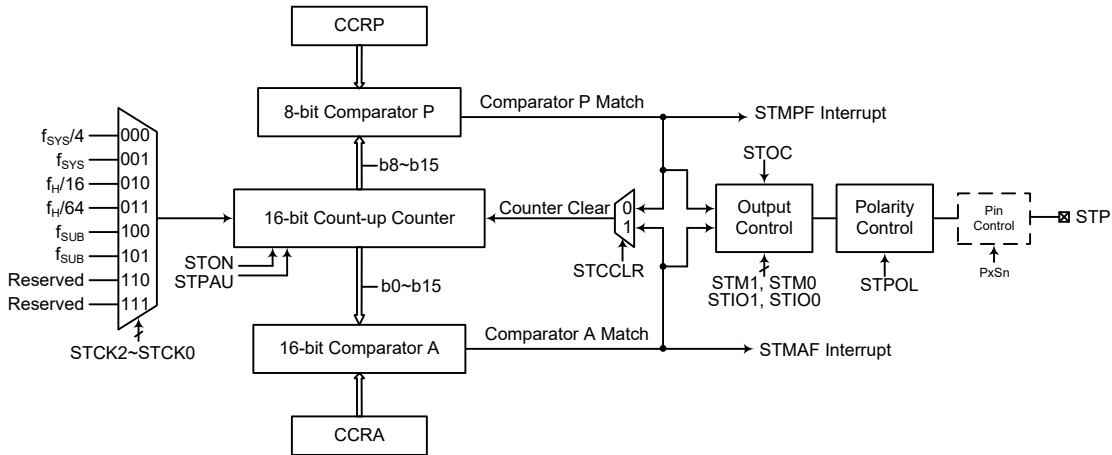 CCRP
8-bit Comparator P
Comparator P Match
STMPF Interrupt
b8~b15
fSYS/4
000
fSYS
001
fH/16
010
fH/64
011
fSUB
100
fSUB
101
Reserved
110
Reserved
111
STCK2~STCK0
16-bit Count-up Counter
STON
STPAU
Counter Clear
0
1
STCCLR
STOC
Output
Control
STM1, STM0
STIO1, STIO0
Polarity
Control
STPOL
Pin
Control
PxSn
STP
b0~b15
16-bit Comparator A
Comparator A Match
STMAF Interrupt
CCRA